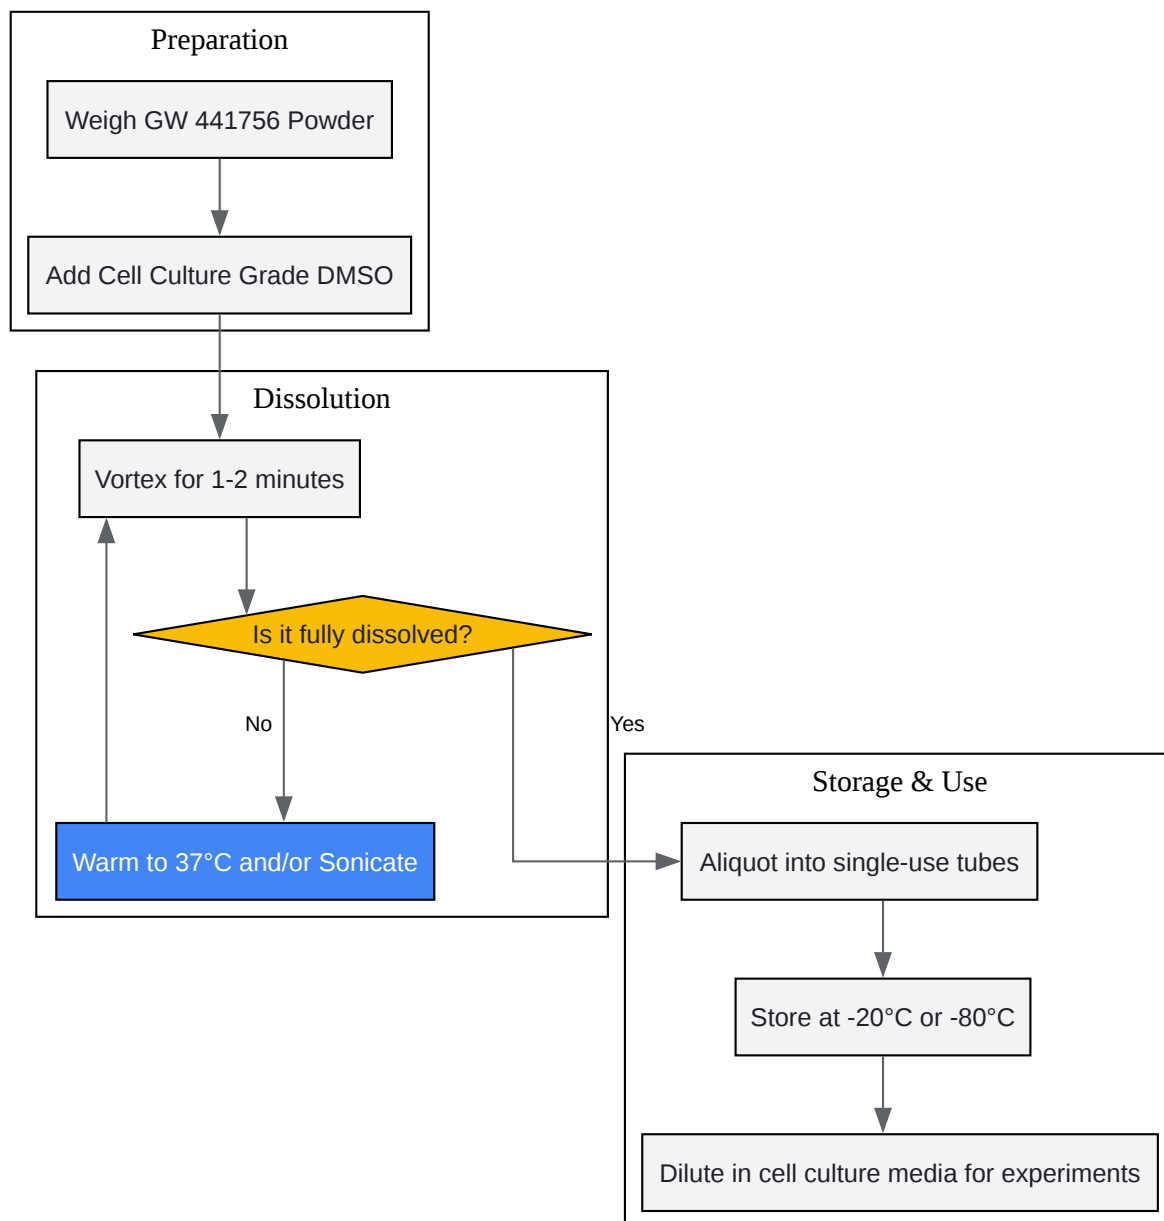 Preparation
Weigh GW 441756 Powder
Add Cell Culture Grade DMSO
Dissolution
Vortex for 1-2 minutes
Is it fully dissolved?
No
Yes
Warm to 37°C and/or Sonicate
Storage & Use
Aliquot into single-use tubes
Store at -20°C or -80°C
Dilute in cell culture media for experiments